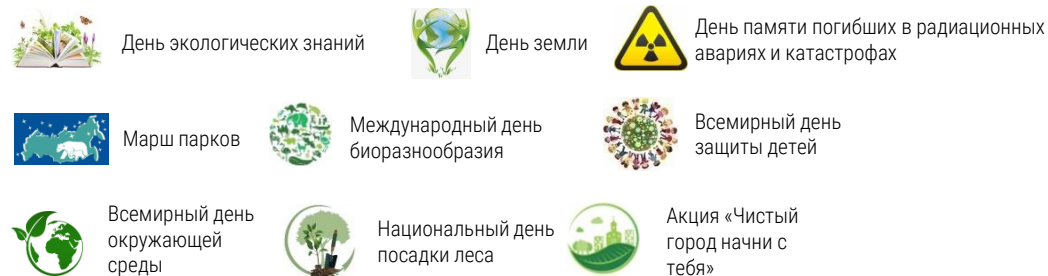 День экологических знаний
День земли
День памяти погибших в радиационных
авариях и катастрофах
Марш парков
Международный день
биоразнообразия
Всемирный день
защиты детей
Всемирный день
окружающей
среды
Национальный день
посадки леса
Акция «Чистый
город начни с
тебя»